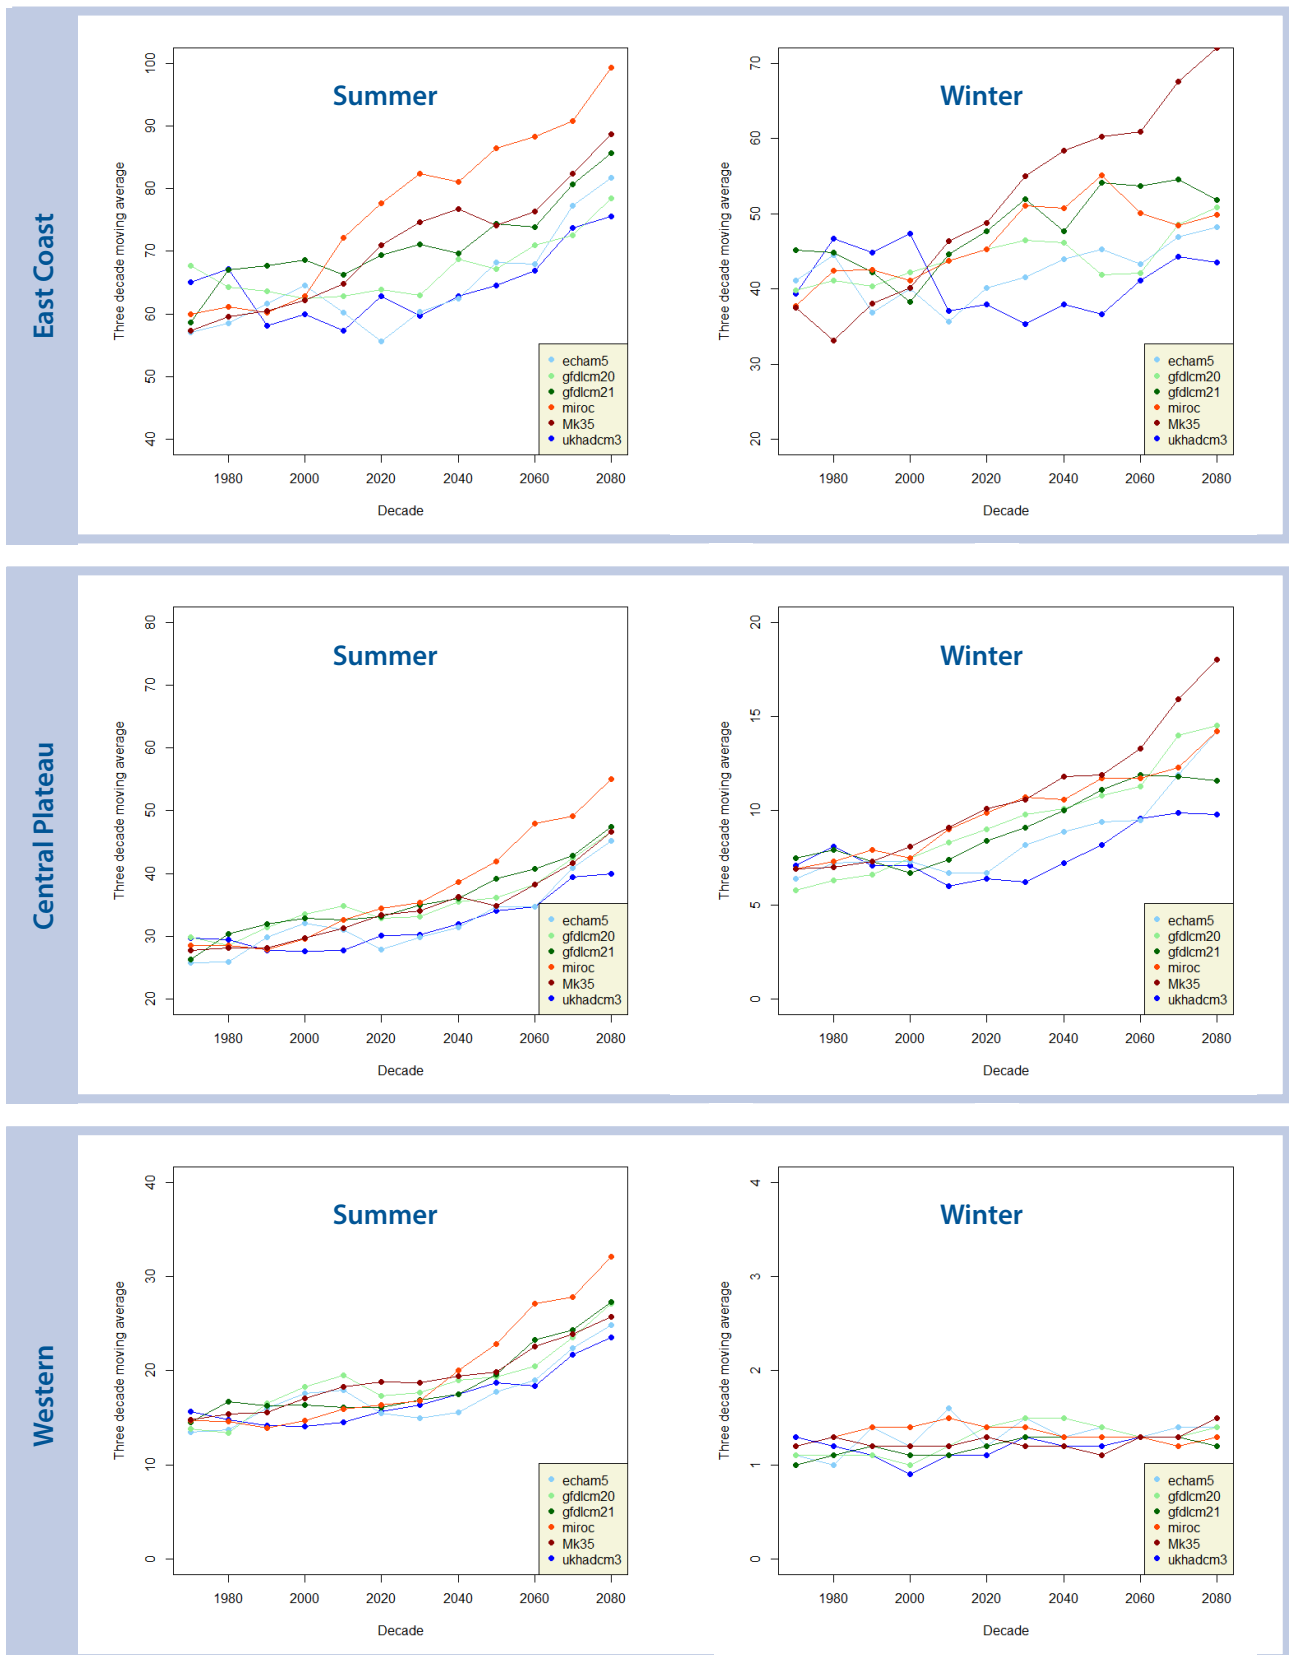 East Coast
Summer
Three decade moving average
100
90
80
70
60
50
40
1980
2000
2020
2040
2060
2080
Decade
echam5
gfdlcm20
gfdlcm21
miroc
Mk35
ukhadcm3
Winter
Three decade moving average
70
60
50
40
30
20
1980
2000
2020
2040
2060
2080
Decade
echam5
gfdlcm20
gfdlcm21
miroc
Mk35
ukhadcm3
Central Plateau
Summer
Three decade moving average
80
70
60
50
40
30
20
1980
2000
2020
2040
2060
2080
Decade
echam5
gfdlcm20
gfdlcm21
miroc
Mk35
ukhadcm3
Winter
Three decade moving average
20
15
10
5
0
1980
2000
2020
2040
2060
2080
Decade
echam5
gfdlcm20
gfdlcm21
miroc
Mk35
ukhadcm3
Western
Summer
Three decade moving average
40
30
20
10
0
1980
2000
2020
2040
2060
2080
Decade
echam5
gfdlcm20
gfdlcm21
miroc
Mk35
ukhadcm3
Winter
Three decade moving average
4
3
2
1
0
1980
2000
2020
2040
2060
2080
Decade
echam5
gfdlcm20
gfdlcm21
miroc
Mk35
ukhadcm3